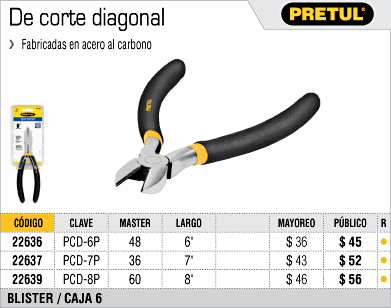 De corte diagonal
PRETUL®
❯ Fabricadas en acero al carbono
PRETUL
CÓDIGO CLAVE MASTER LARGO MAYOREO PÚBLICO R
22636 PCD-6P 48 6" $ 36 $ 45 •
22637 PCD-7P 36 7" $ 43 $ 52 •
22639 PCD-8P 60 8" $ 46 $ 56 •
BLISTER / CAJA 6